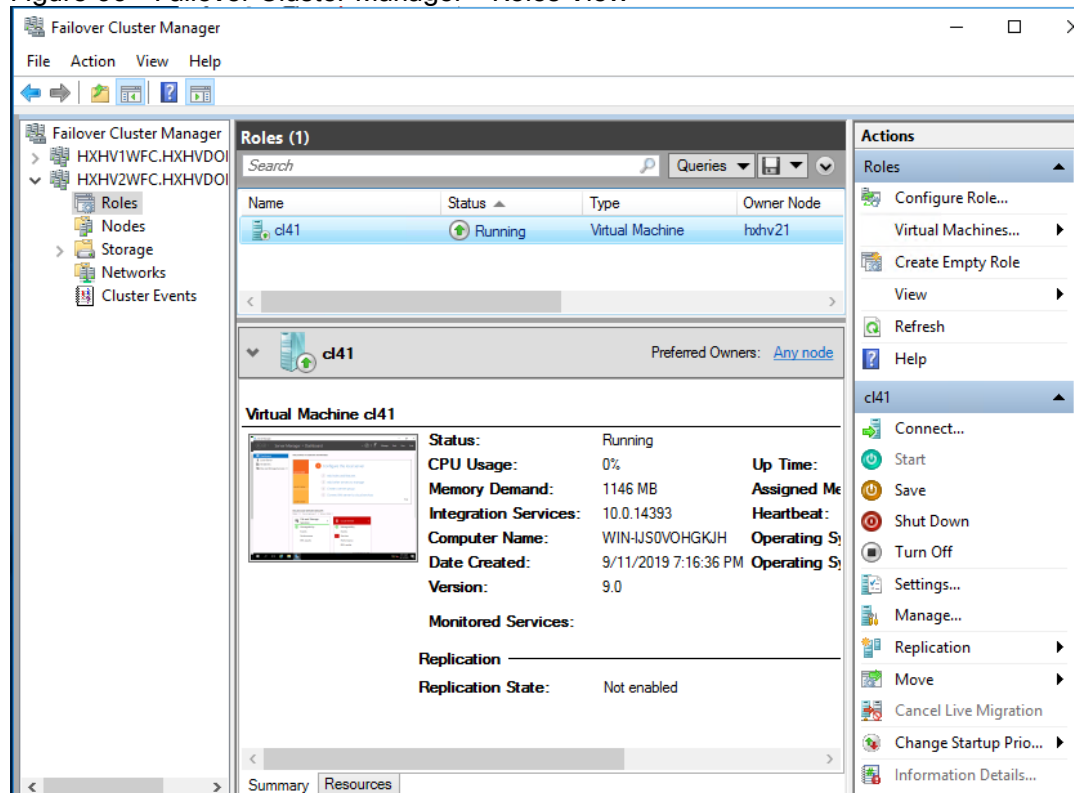 Failover Cluster Manager
File Action View Help
Failover Cluster Manager
HXHV1WFC.HXHVDOI
HXHV2WFC.HXHVDOI
Roles
Nodes
Storage
Networks
Cluster Events
Roles (1)
Search
Queries
Name Status Type Owner Node
cl41 Running Virtual Machine hxhv21
cl41 Preferred Owners: Any node
Virtual Machine cl41
Status: Running
CPU Usage: 0% Up Time:
Memory Demand: 1146 MB Assigned Me
Integration Services: 10.0.14393 Heartbeat:
Computer Name: WIN-IJS0VOHGKJH Operating Sy
Date Created: 9/11/2019 7:16:36 PM Operating Sy
Version: 9.0
Monitored Services:
Replication
Replication State: Not enabled
Summary Resources
Actions
Roles
Configure Role...
Virtual Machines...
Create Empty Role
View
Refresh
Help
cl41
Connect...
Start
Save
Shut Down
Turn Off
Settings...
Manage...
Replication
Move
Cancel Live Migration
Change Startup Prio...
Information Details...